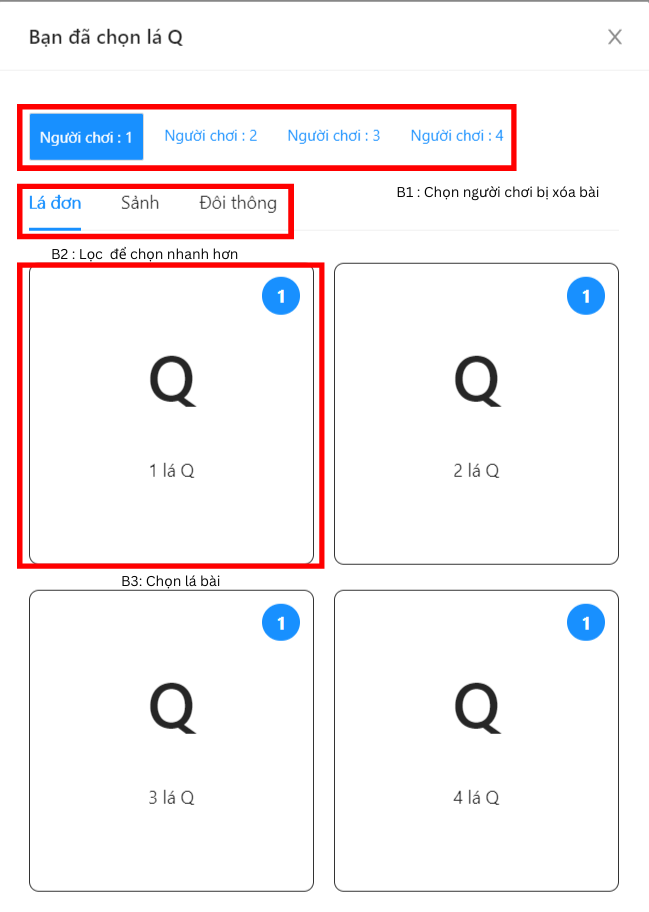 Bạn đã chọn lá Q
Người chơi : 1 Người chơi : 2 Người chơi : 3 Người chơi : 4
B1 : Chọn người chơi bị xóa bài
Lá đơn Sảnh Đôi thông
B2 : Lọc để chọn nhanh hơn
1 1
Q Q
1 lá Q 2 lá Q
B3: Chọn lá bài
1 1
Q Q
3 lá Q 4 lá Q